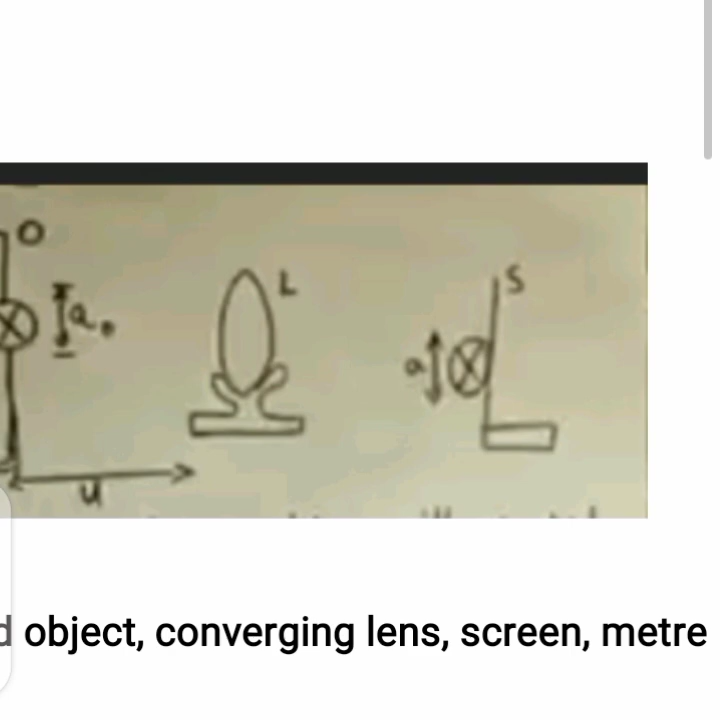 O
a₀
L
S
a
u
d object, converging lens, screen, metre